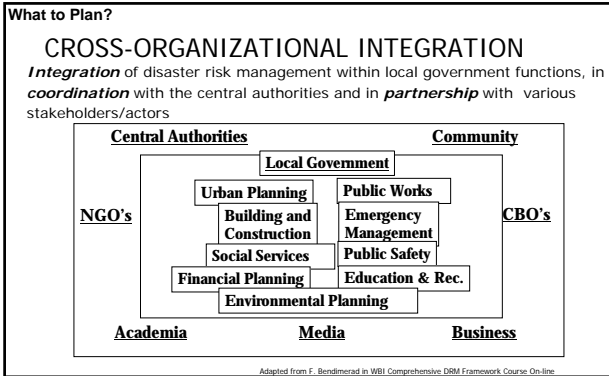 What to Plan?
CROSS-ORGANIZATIONAL INTEGRATION
Integration of disaster risk management within local government functions, in
coordination with the central authorities and in partnership with various
stakeholders/actors
Central Authorities
Community
Local Government
Urban Planning
Public Works
NGO's
Building and
Construction
Emergency
Management
CBO's
Social Services
Public Safety
Financial Planning
Education & Rec.
Environmental Planning
Academia
Media
Business
Adapted from F. Bendimerad in WBI Comprehensive DRM Framework Course On-line